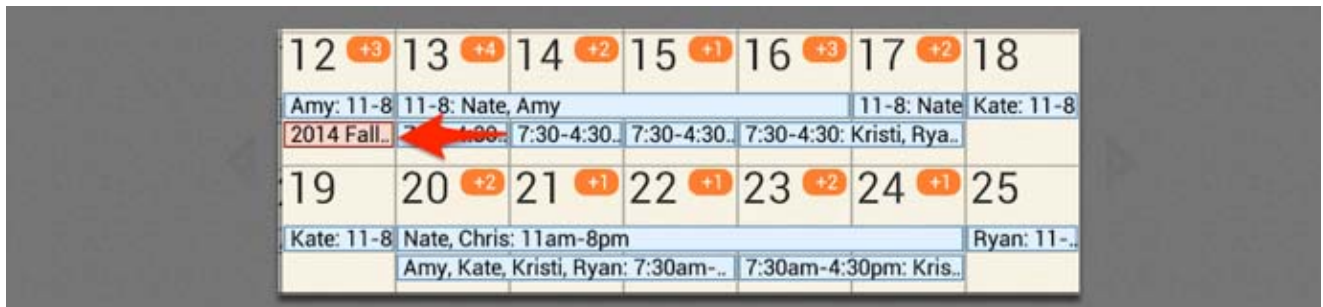 12 +3 13 +4 14 +2 15 +1 16 +3 17 +2 18
Amy: 11-8 11-8: Nate, Amy 11-8: Nate Kate: 11-8
2014 Fall.. 7:30-4:30.. 7:30-4:30.. 7:30-4:30: Kristi, Rya..
19 20 +2 21 +1 22 +1 23 +2 24 +1 25
Kate: 11-8 Nate, Chris: 11am-8pm Ryan: 11-..
Amy, Kate, Kristi, Ryan: 7:30am-.. 7:30am-4:30pm: Kris..